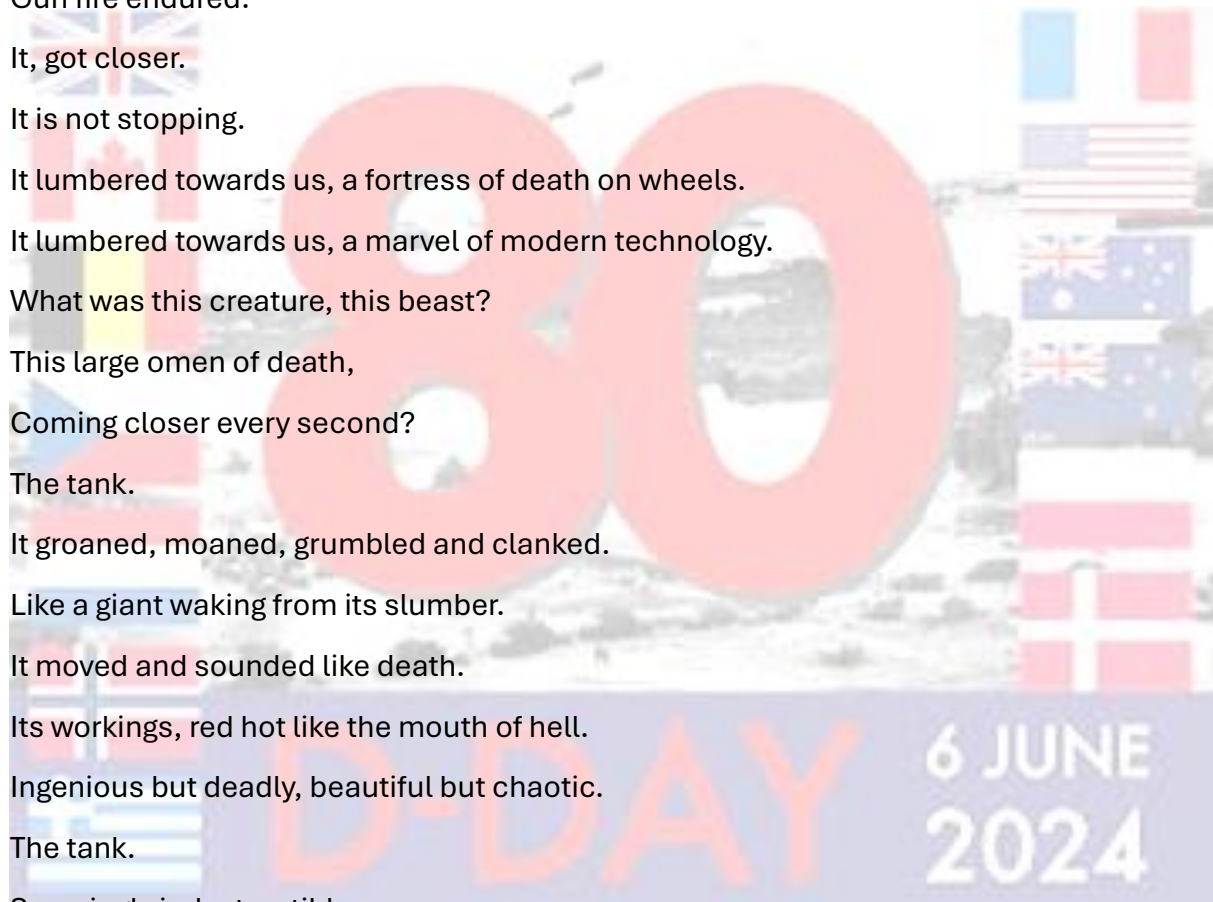 Gun fire endured.
It, got closer.
It is not stopping.
It lumbered towards us, a fortress of death on wheels.
It lumbered towards us, a marvel of modern technology.
What was this creature, this beast?
This large omen of death,
Coming closer every second?
The tank.
It groaned, moaned, grumbled and clanked.
Like a giant waking from its slumber.
It moved and sounded like death.
Its workings, red hot like the mouth of hell.
Ingenious but deadly, beautiful but chaotic.
The tank.
80
D-DAY
6 JUNE
2024